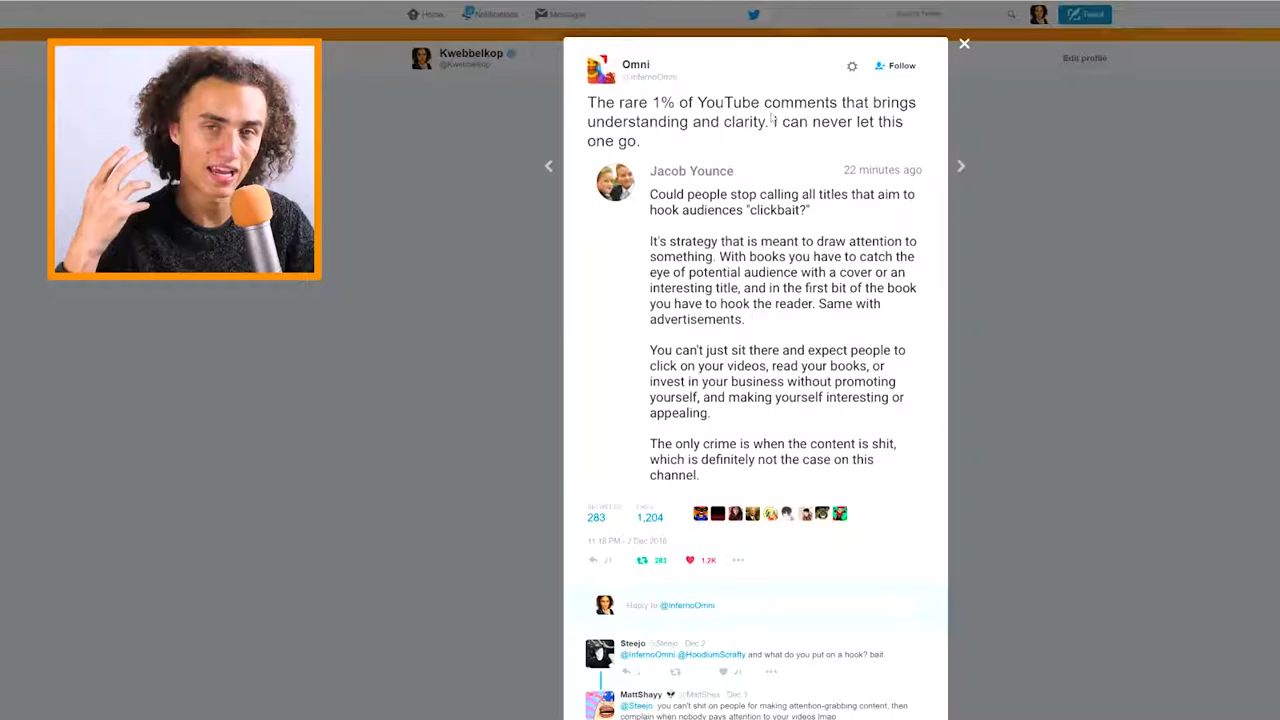 Home Notifications Messages Search Twitter Tweet
Kwebbelkop
@Kwebbelkop
Edit profile
Omni
@InfernoOmni
Follow
The rare 1% of YouTube comments that brings
understanding and clarity. i can never let this
one go.
Jacob Younce 22 minutes ago
Could people stop calling all titles that aim to
hook audiences "clickbait?"
It's strategy that is meant to draw attention to
something. With books you have to catch the
eye of potential audience with a cover or an
interesting title, and in the first bit of the book
you have to hook the reader. Same with
advertisements.
You can't just sit there and expect people to
click on your videos, read your books, or
invest in your business without promoting
yourself, and making yourself interesting or
appealing.
The only crime is when the content is shit,
which is definitely not the case on this
channel.
RETWEETS
283 1,204
11:18 PM - 2 Dec 2016
27 283 1.2K
Reply to @InfernoOmni
Steejo @Steejo Dec 2
@InfernoOmni @HoodlumScrafty and what do you put on a hook? bait
21
MattShayy @MattShea Dec 3
@Steejo you can't shit on people for making attention-grabbing content, then
complain when nobody pays attention to your videos lmao